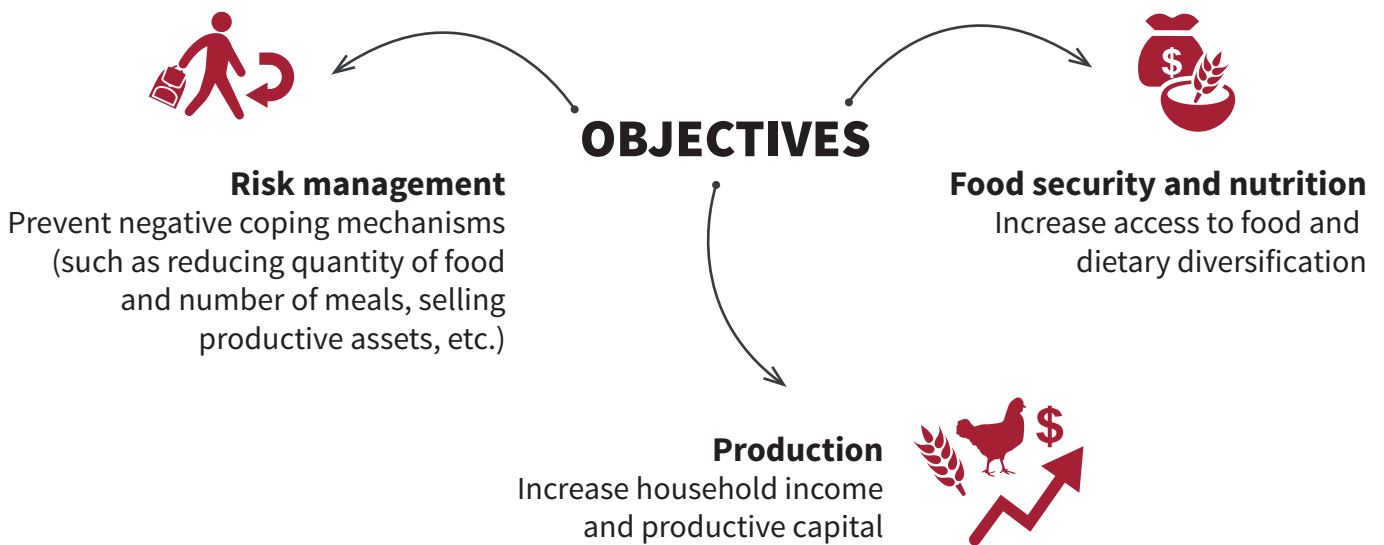 OBJECTIVES
Risk management
Prevent negative coping mechanisms
(such as reducing quantity of food
and number of meals, selling
productive assets, etc.)
$
Food security and nutrition
Increase access to food and
dietary diversification
$
Production
Increase household income
and productive capital